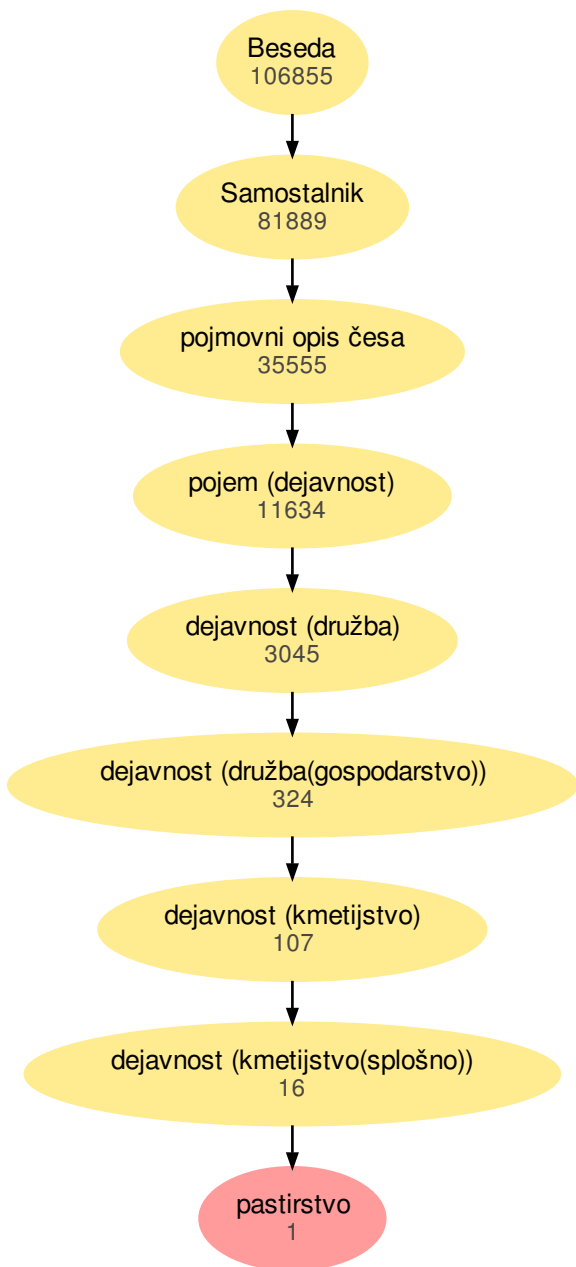 Beseda
106855
Samostalnik
81889
pojmovni opis česa
35555
pojem (dejavnost)
11634
dejavnost (družba)
3045
dejavnost (družba(gospodarstvo))
324
dejavnost (kmetijstvo)
107
dejavnost (kmetijstvo(splošno))
16
pastirstvo
1